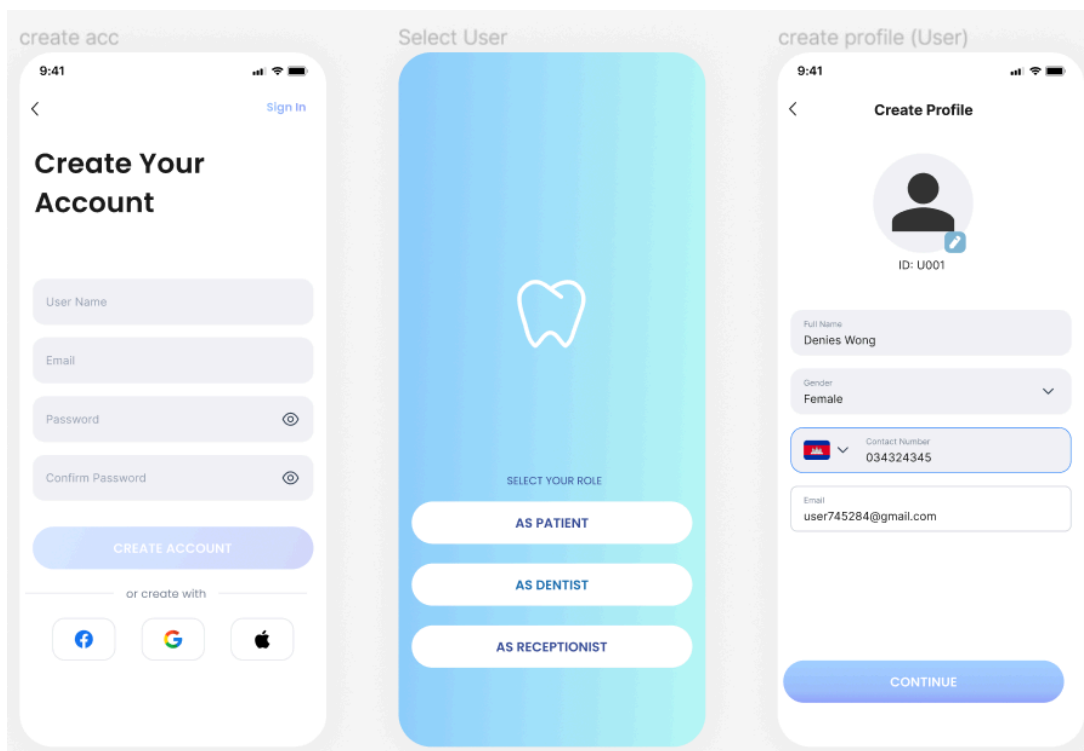 create acc
9:41
Sign In
Create Your
Account
User Name
Email
Password
Confirm Password
CREATE ACCOUNT
or create with
Select User
SELECT YOUR ROLE
AS PATIENT
AS DENTIST
AS RECEPTIONIST
create profile (User)
9:41
Create Profile
ID: U001
Full Name
Denies Wong
Gender
Female
Contact Number
034324345
Email
user745284@gmail.com
CONTINUE